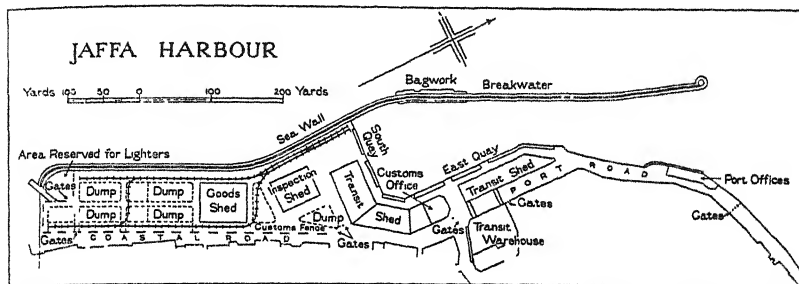 JAFFA HARBOUR
Yards 100 50 0 100 200 Yards
Bagwork
Breakwater
Sea Wall
South Quay
East Quay
Customs Office
Area Reserved for Lighters
Gates
Dump
Dump
Goods Shed
Dump
Dump
Inspection Shed
Transit Shed
Dump
Customs Fence
Gates
COASTAL ROAD
Gates
Gates
Transit Shed
PORT ROAD
Gates
Transit Warehouse
Port Offices
Gates